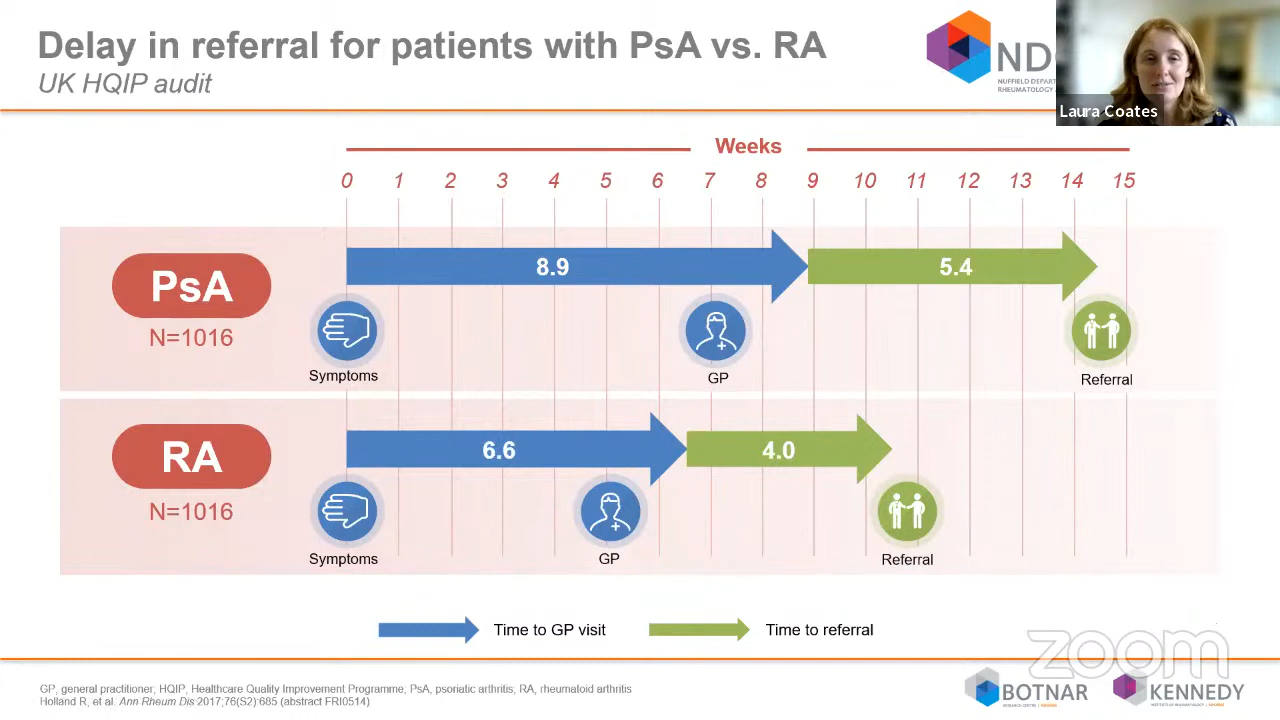 Delay in referral for patients with PsA vs. RA
UK HQIP audit
NUFFIELD
RHEUMATOLOGY
Laura Coates
Weeks
0 1 2 3 4 5 6 7 8 9 10 11 12 13 14 15
PsA
N=1016
8.9
5.4
Symptoms
GP
Referral
RA
N=1016
6.6
4.0
Symptoms
GP
Referral
Time to GP visit
Time to referral
zoom
GP, general practitioner; HQIP, Healthcare Quality Improvement Programme, PsA, psoriatic arthritis; RA, rheumatoid arthritis
Holland R, et al. Ann Rheum Dis 2017;76(S2):685 (abstract FRI0514)
BOTNAR
KENNEDY